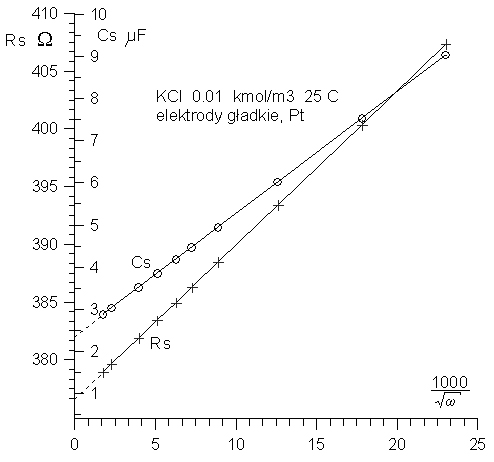 410
10
Rs Ω
Cs µF
9
405
KCl 0.01 kmol/m3 25 C
8
elektrody gładkie, Pt
400
7
395
6
5
390
Cs
4
385
3
Rs
380
2
1000
√ω
1
0 5 10 15 20 25